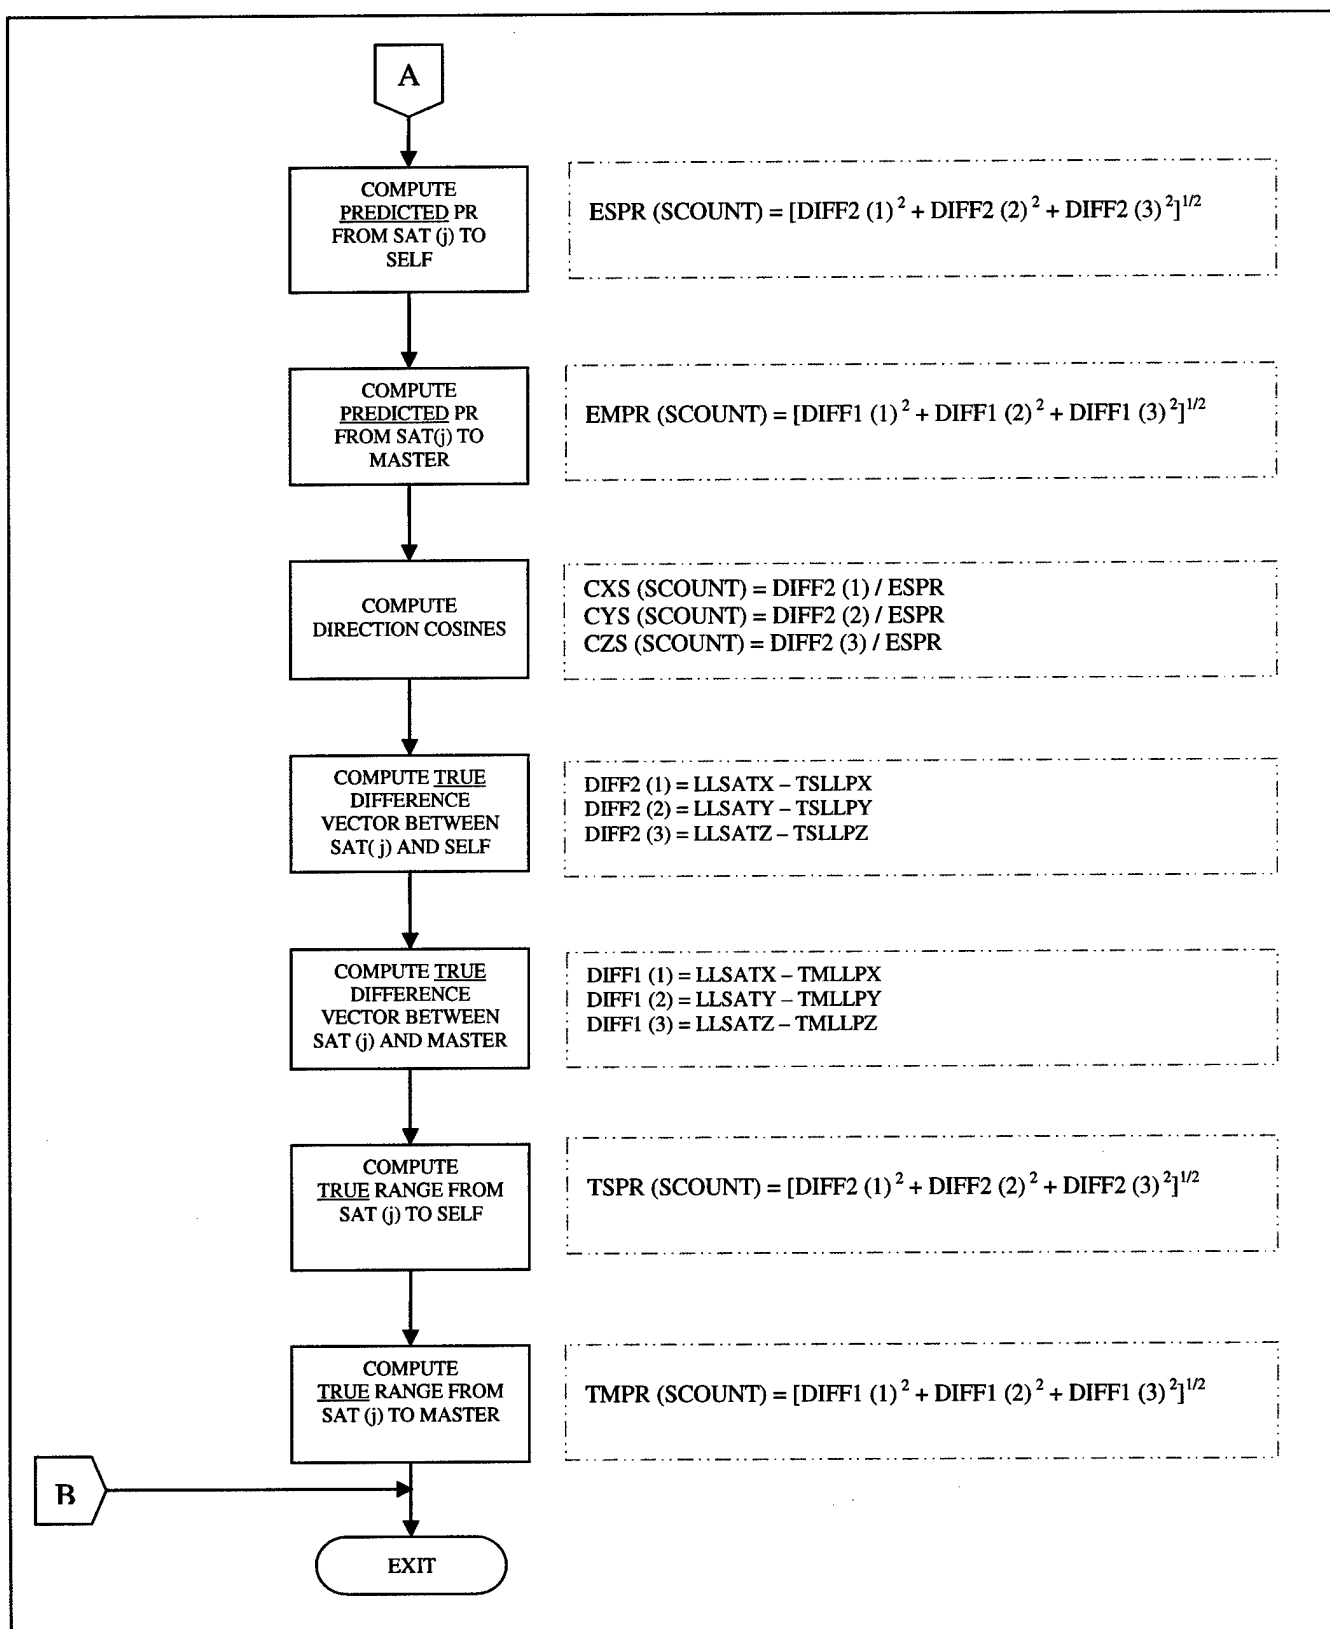 A
COMPUTE
PREDICTED PR
FROM SAT (j) TO
SELF
ESPR (SCOUNT) = [DIFF2 (1)² + DIFF2 (2)² + DIFF2 (3)²]^1/2
COMPUTE
PREDICTED PR
FROM SAT(j) TO
MASTER
EMPR (SCOUNT) = [DIFF1 (1)² + DIFF1 (2)² + DIFF1 (3)²]^1/2
COMPUTE
DIRECTION COSINES
CXS (SCOUNT) = DIFF2 (1) / ESPR
CYS (SCOUNT) = DIFF2 (2) / ESPR
CZS (SCOUNT) = DIFF2 (3) / ESPR
COMPUTE TRUE
DIFFERENCE
VECTOR BETWEEN
SAT( j) AND SELF
DIFF2 (1) = LLSATX – TSLLPX
DIFF2 (2) = LLSATY – TSLLPY
DIFF2 (3) = LLSATZ – TSLLPZ
COMPUTE TRUE
DIFFERENCE
VECTOR BETWEEN
SAT (j) AND MASTER
DIFF1 (1) = LLSATX – TMLLPX
DIFF1 (2) = LLSATY – TMLLPY
DIFF1 (3) = LLSATZ – TMLLPZ
COMPUTE
TRUE RANGE FROM
SAT (j) TO SELF
TSPR (SCOUNT) = [DIFF2 (1)² + DIFF2 (2)² + DIFF2 (3)²]^1/2
COMPUTE
TRUE RANGE FROM
SAT (j) TO MASTER
TMPR (SCOUNT) = [DIFF1 (1)² + DIFF1 (2)² + DIFF1 (3)²]^1/2
B
EXIT